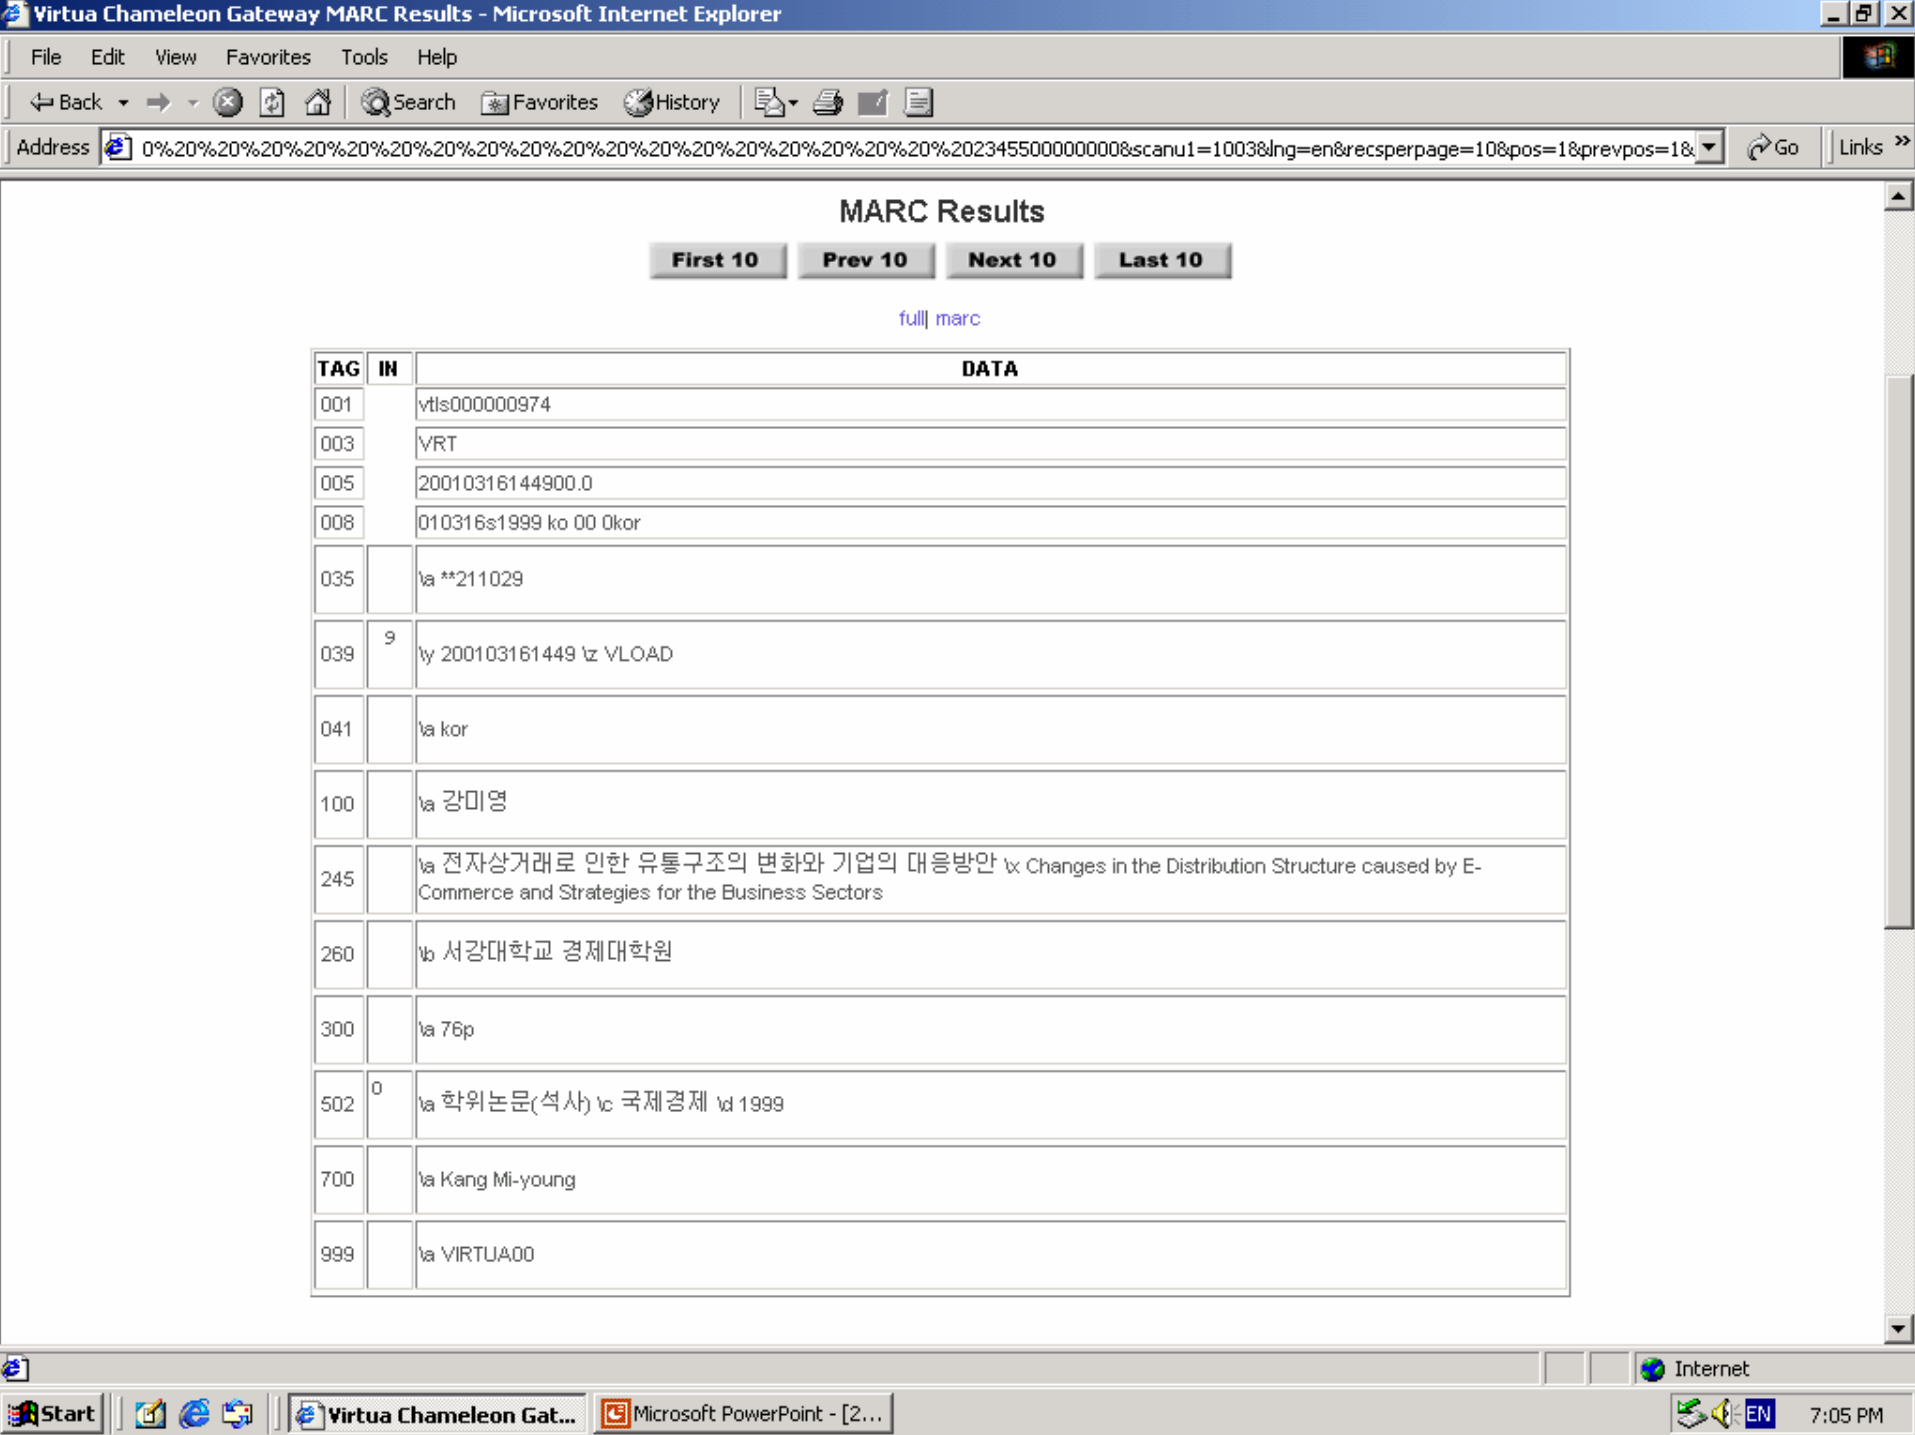 Virtua Chameleon Gateway MARC Results - Microsoft Internet Explorer
File Edit View Favorites Tools Help
Back Search Favorites History
Address 0%20%20%20%20%20%20%20%20%20%20%20%20%20%20%20%20%20%20%202345500000000&scanu1=1003&lng=en&recsperpage=10&pos=1&prevpos=1& Go Links »
MARC Results
First 10 Prev 10 Next 10 Last 10
full| marc
TAG IN DATA
001 vtls000000974
003 VRT
005 20010316144900.0
008 010316s1999 ko 00 0kor
035 \a **211029
039 9 \y 200103161449 \z VLOAD
041 \a kor
100 \a 강미영
245 \a 전자상거래로 인한 유통구조의 변화와 기업의 대응방안 \x Changes in the Distribution Structure caused by E-
Commerce and Strategies for the Business Sectors
260 \b 서강대학교 경제대학원
300 \a 76p
502 0 \a 학위논문(석사) \c 국제경제 \d 1999
700 \a Kang Mi-young
999 \a VIRTUA00
Internet
Start Virtua Chameleon Gat... Microsoft PowerPoint - [2... EN 7:05 PM